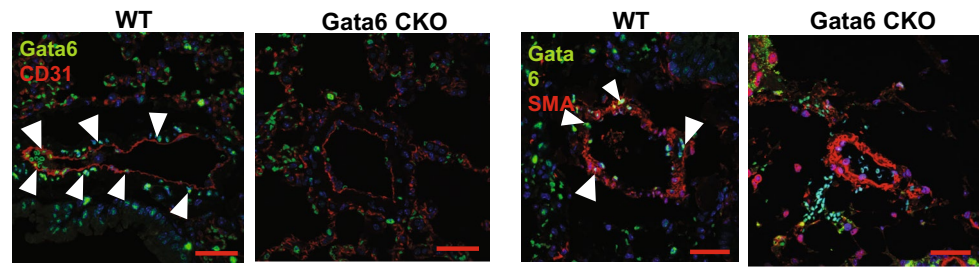 WT
Gata6 CKO
WT
Gata6 CKO
Gata6
CD31
Gata
6
SMA